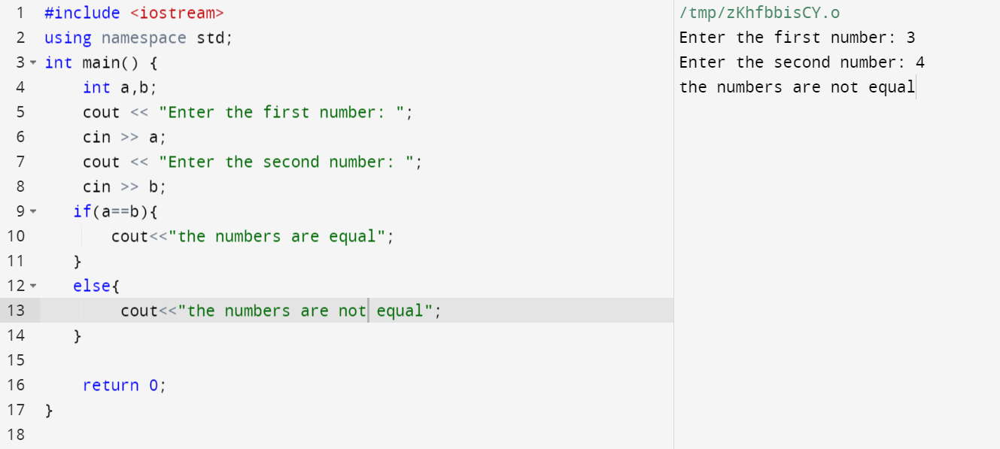 1 #include <iostream>
2 using namespace std;
3 int main() {
4     int a,b;
5     cout << "Enter the first number: ";
6     cin >> a;
7     cout << "Enter the second number: ";
8     cin >> b;
9    if(a==b){
10        cout<<"the numbers are equal";
11    }
12    else{
13         cout<<"the numbers are not equal";
14    }
15
16     return 0;
17 }
18
/tmp/zKhfbbisCY.o
Enter the first number: 3
Enter the second number: 4
the numbers are not equal